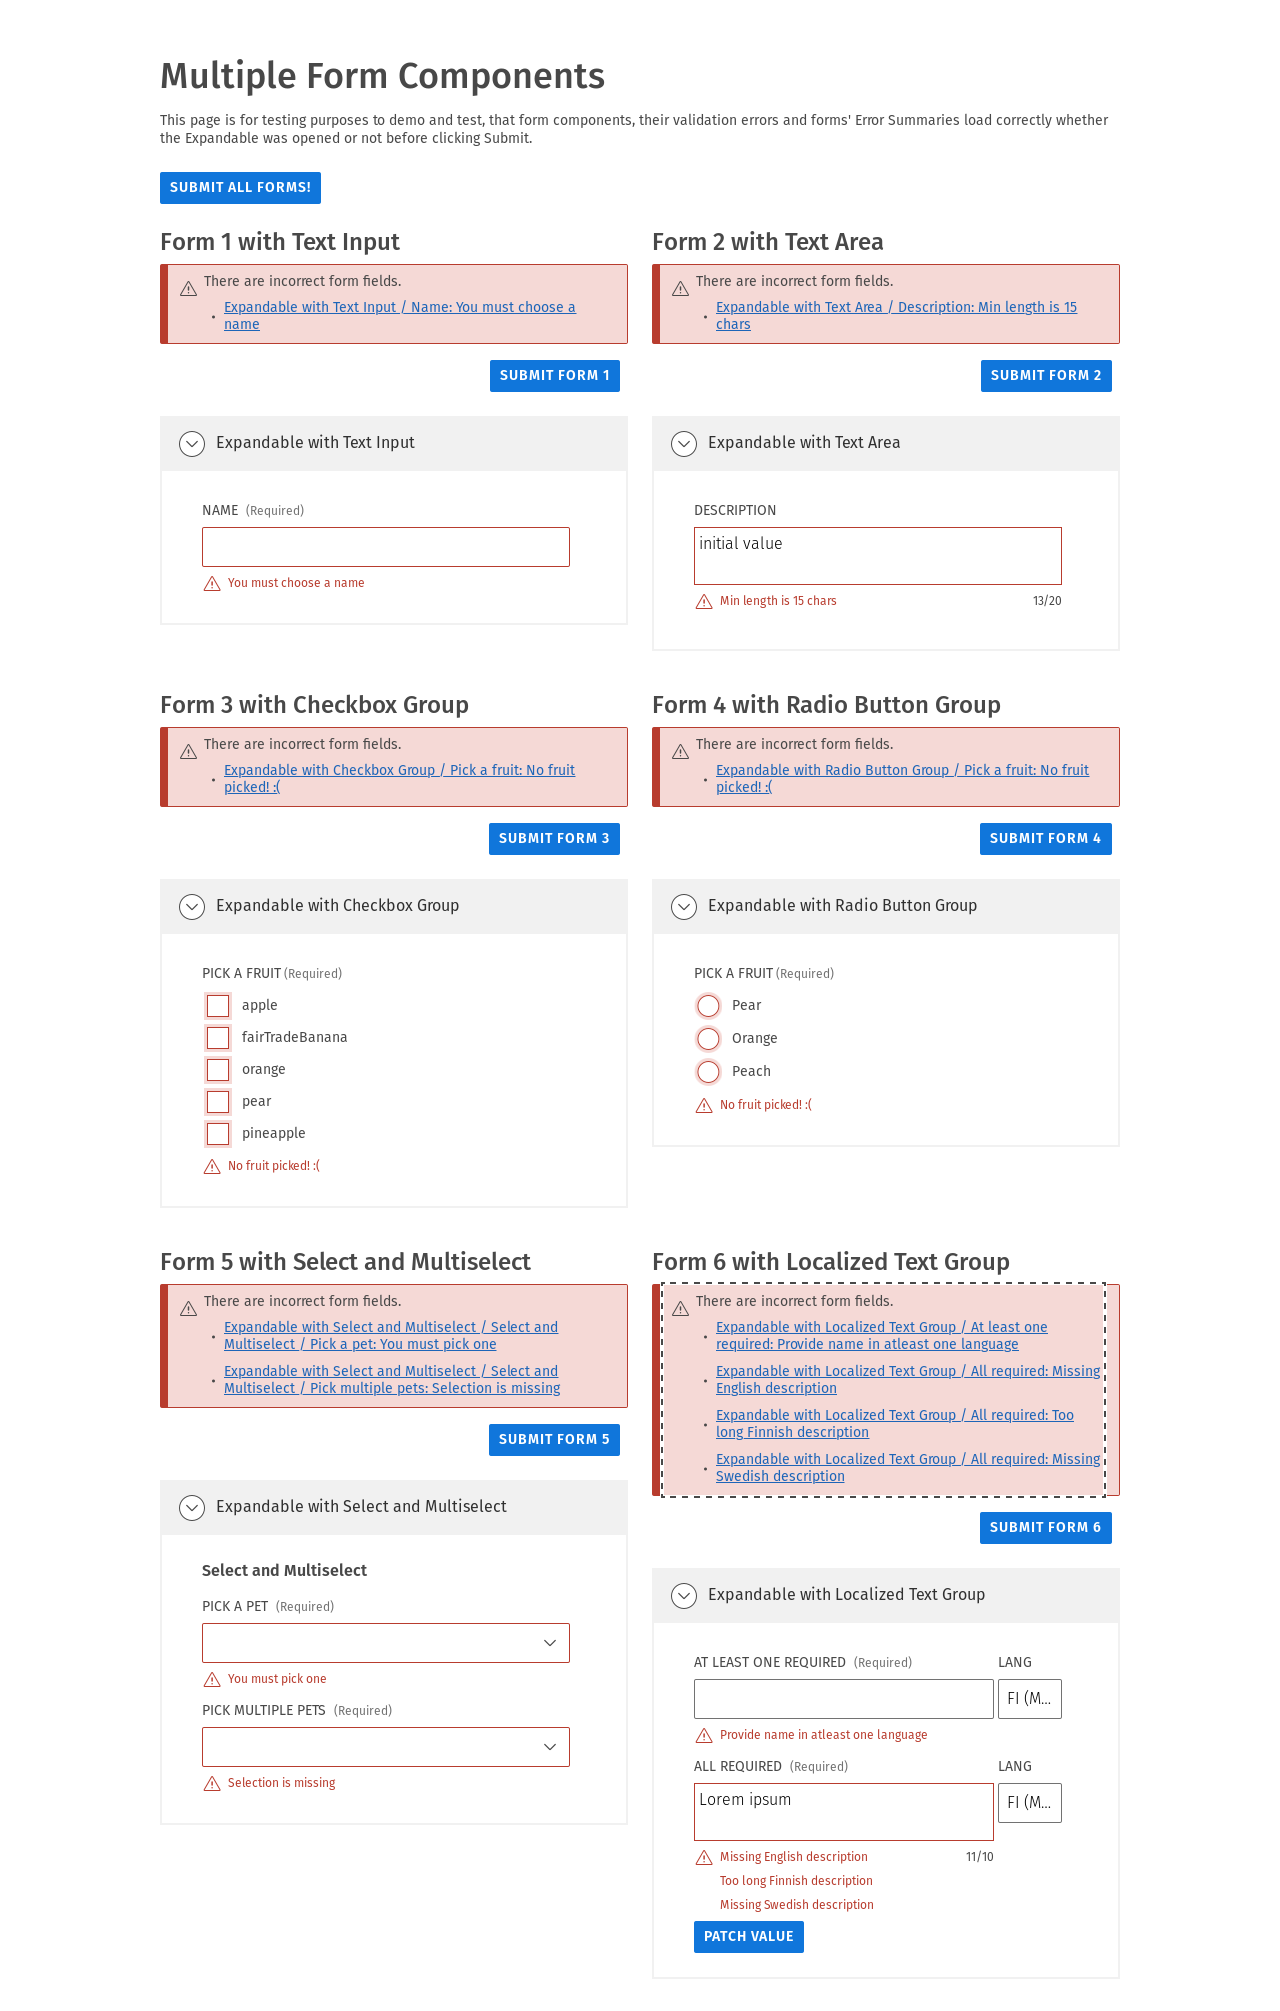 Multiple Form Components
This page is for testing purposes to demo and test, that form components, their validation errors and forms' Error Summaries load correctly whether
the Expandable was opened or not before clicking Submit.
SUBMIT ALL FORMS!
Form 1 with Text Input
There are incorrect form fields.
• Expandable with Text Input / Name: You must choose a
name
SUBMIT FORM 1
Expandable with Text Input
NAME (Required)
You must choose a name
Form 2 with Text Area
There are incorrect form fields.
• Expandable with Text Area / Description: Min length is 15
chars
SUBMIT FORM 2
Expandable with Text Area
DESCRIPTION
initial value
Min length is 15 chars 13/20
Form 3 with Checkbox Group
There are incorrect form fields.
• Expandable with Checkbox Group / Pick a fruit: No fruit
picked! :(
SUBMIT FORM 3
Expandable with Checkbox Group
PICK A FRUIT (Required)
apple
fairTradeBanana
orange
pear
pineapple
No fruit picked! :(
Form 4 with Radio Button Group
There are incorrect form fields.
• Expandable with Radio Button Group / Pick a fruit: No fruit
picked! :(
SUBMIT FORM 4
Expandable with Radio Button Group
PICK A FRUIT (Required)
Pear
Orange
Peach
No fruit picked! :(
Form 5 with Select and Multiselect
There are incorrect form fields.
• Expandable with Select and Multiselect / Select and
Multiselect / Pick a pet: You must pick one
• Expandable with Select and Multiselect / Select and
Multiselect / Pick multiple pets: Selection is missing
SUBMIT FORM 5
Expandable with Select and Multiselect
Select and Multiselect
PICK A PET (Required)
You must pick one
PICK MULTIPLE PETS (Required)
Selection is missing
Form 6 with Localized Text Group
There are incorrect form fields.
• Expandable with Localized Text Group / At least one
required: Provide name in atleast one language
• Expandable with Localized Text Group / All required: Missing
English description
• Expandable with Localized Text Group / All required: Too
long Finnish description
• Expandable with Localized Text Group / All required: Missing
Swedish description
SUBMIT FORM 6
Expandable with Localized Text Group
AT LEAST ONE REQUIRED (Required) LANG
FI (M...
Provide name in atleast one language
ALL REQUIRED (Required) LANG
Lorem ipsum FI (M...
Missing English description 11/10
Too long Finnish description
Missing Swedish description
PATCH VALUE